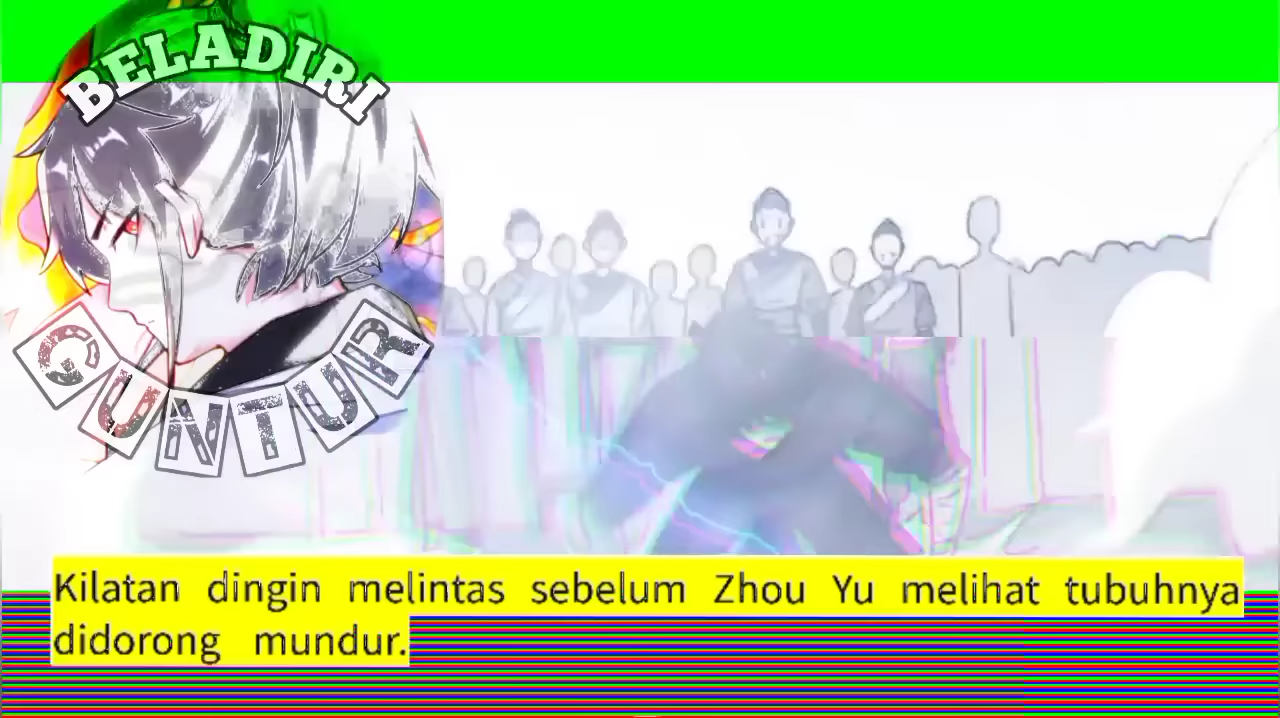 BELADIRI
GUNTUR
Kilatan dingin melintas sebelum Zhou Yu melihat tubuhnya
didorong mundur.